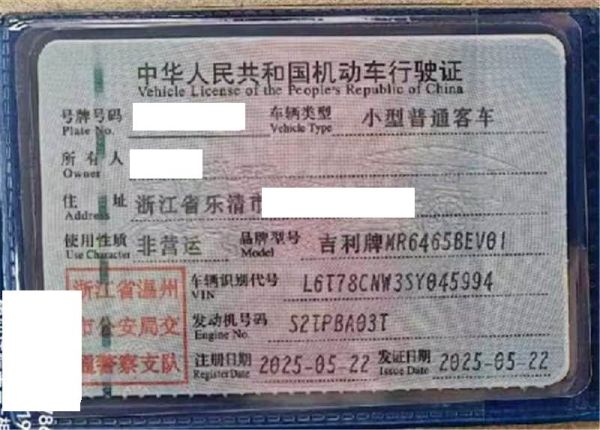 中华人民共和国机动车行驶证
Vehicle License of the People's Republic of China
号牌号码 车辆类型 小型普通客车
Plate No. Vehicle Type
所有人
Owner
住址 浙江省乐清市
Address
使用性质 非营运 品牌型号 吉利牌MR6465BEV01
Use Character Model
浙江省温州 车辆识别代号 L6T78CNW3SY045994
VIN
市公安局交 发动机号码 S2TPBA03T
Engine No.
通警察支队 注册日期 2025-05-22 发证日期 2025-05-22
Register Date Issue Date